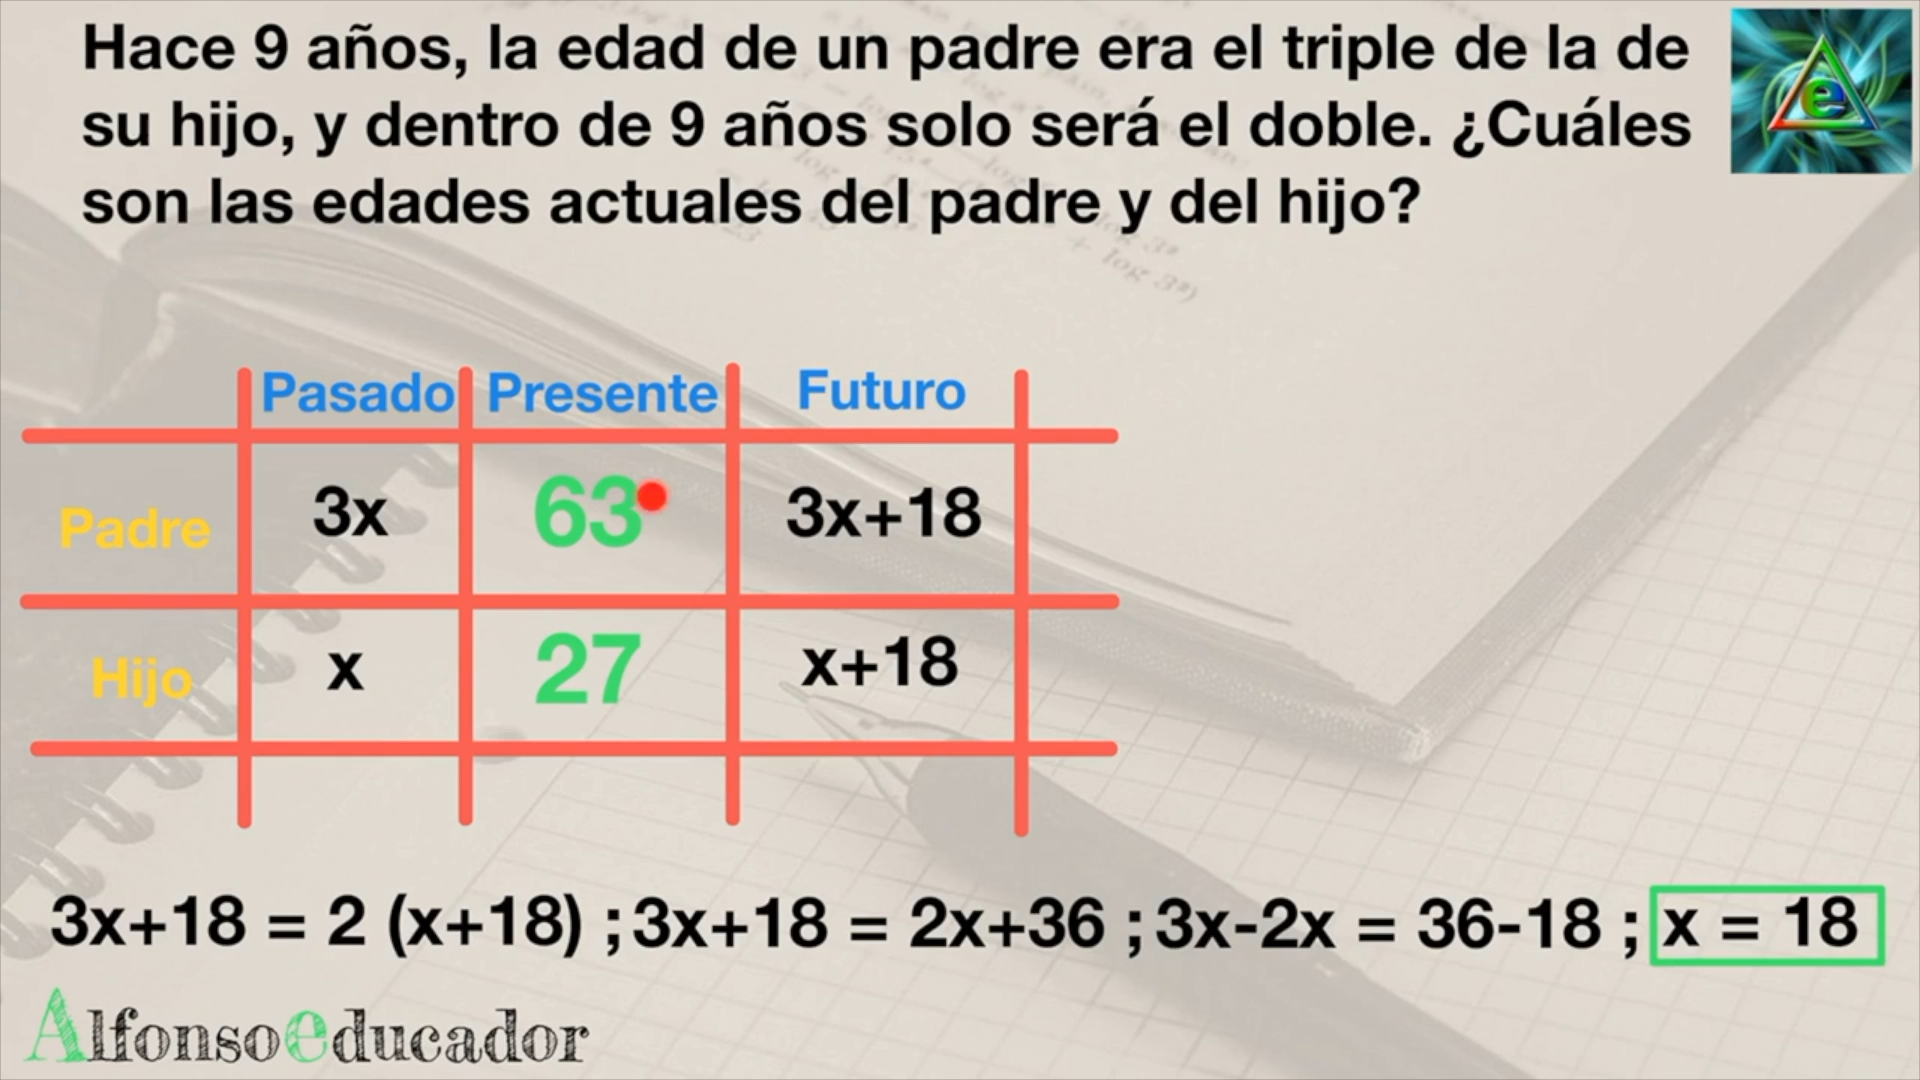 Hace 9 años, la edad de un padre era el triple de la de
su hijo, y dentro de 9 años solo será el doble. ¿Cuáles
son las edades actuales del padre y del hijo?
e
Pasado Presente Futuro
Padre 3x 63 3x+18
Hijo x 27 x+18
3x+18 = 2 (x+18) ; 3x+18 = 2x+36 ; 3x-2x = 36-18 ; x = 18
Alfonsoeducador